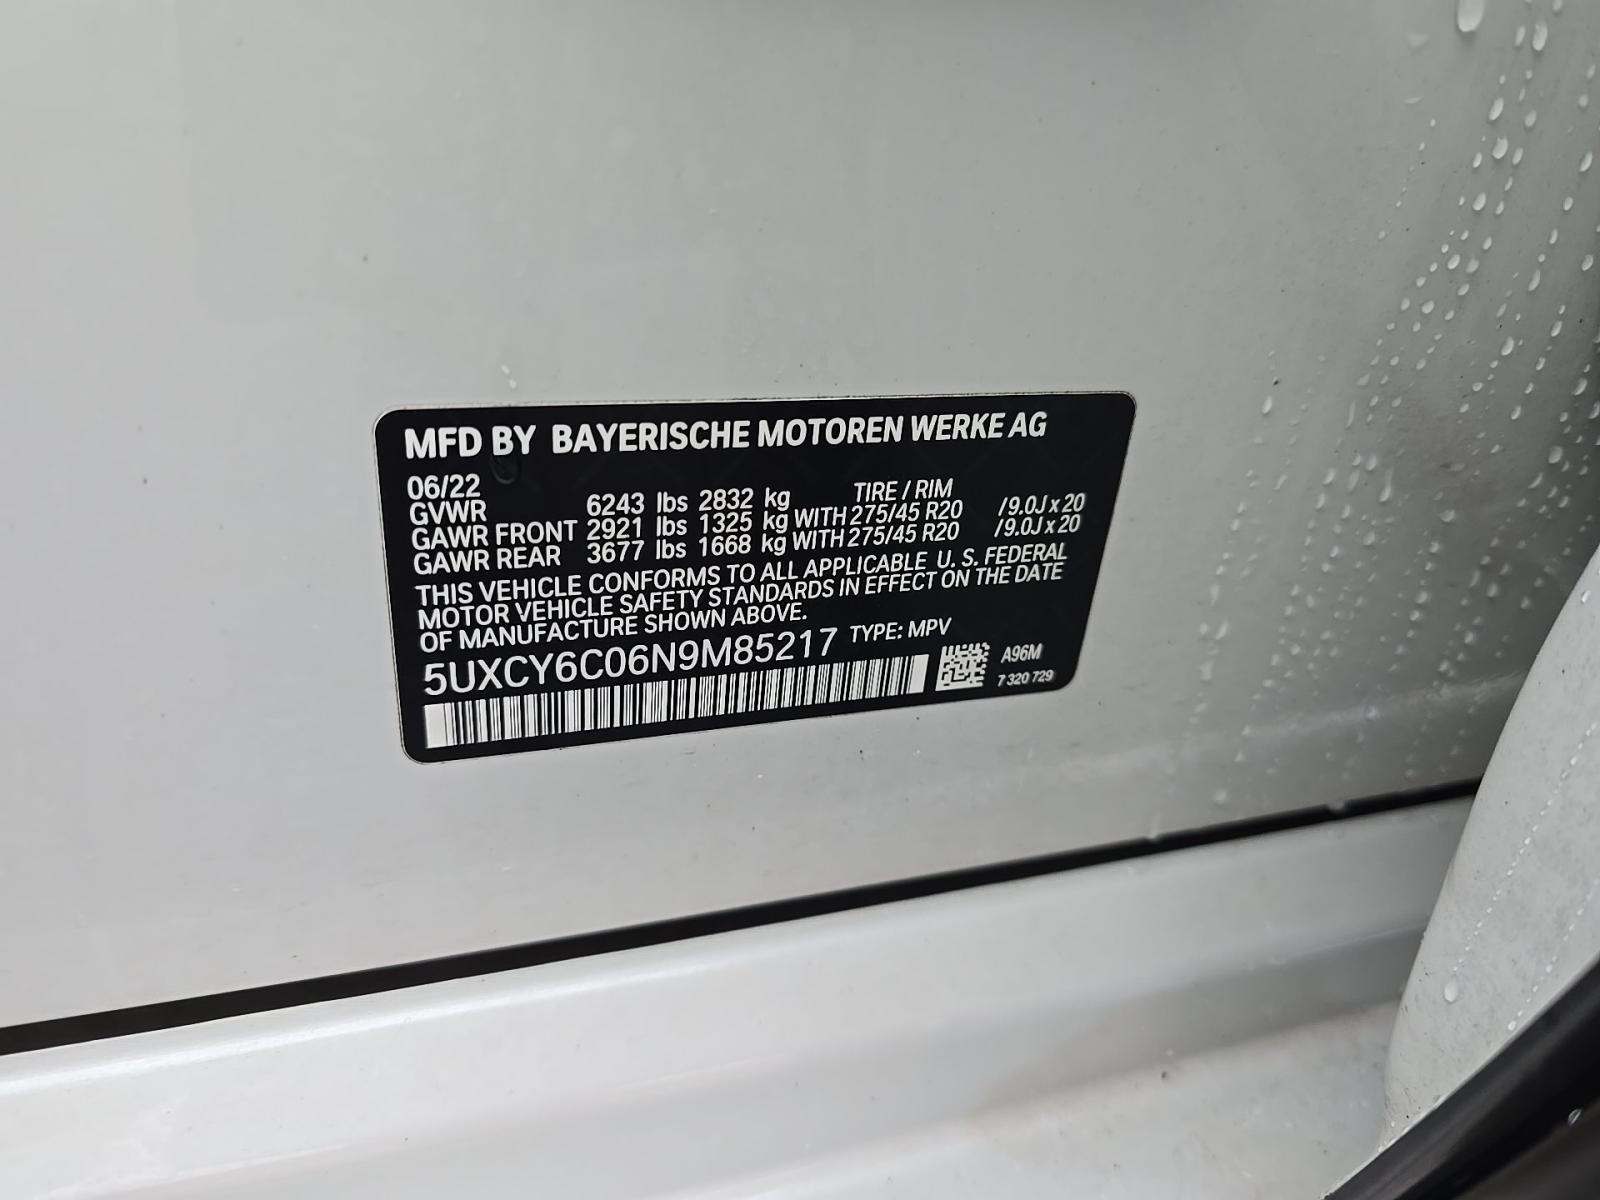 MFD BY BAYERISCHE MOTOREN WERKE AG
06/22
GVWR 6243 lbs 2832 kg TIRE / RIM
GAWR FRONT 2921 lbs 1325 kg WITH 275/45 R20 /9.0J x 20
GAWR REAR 3677 lbs 1668 kg WITH 275/45 R20 /9.0J x 20
THIS VEHICLE CONFORMS TO ALL APPLICABLE U. S. FEDERAL
MOTOR VEHICLE SAFETY STANDARDS IN EFFECT ON THE DATE
OF MANUFACTURE SHOWN ABOVE.
5UXCY6C06N9M85217 TYPE: MPV
A96M
7 320 729